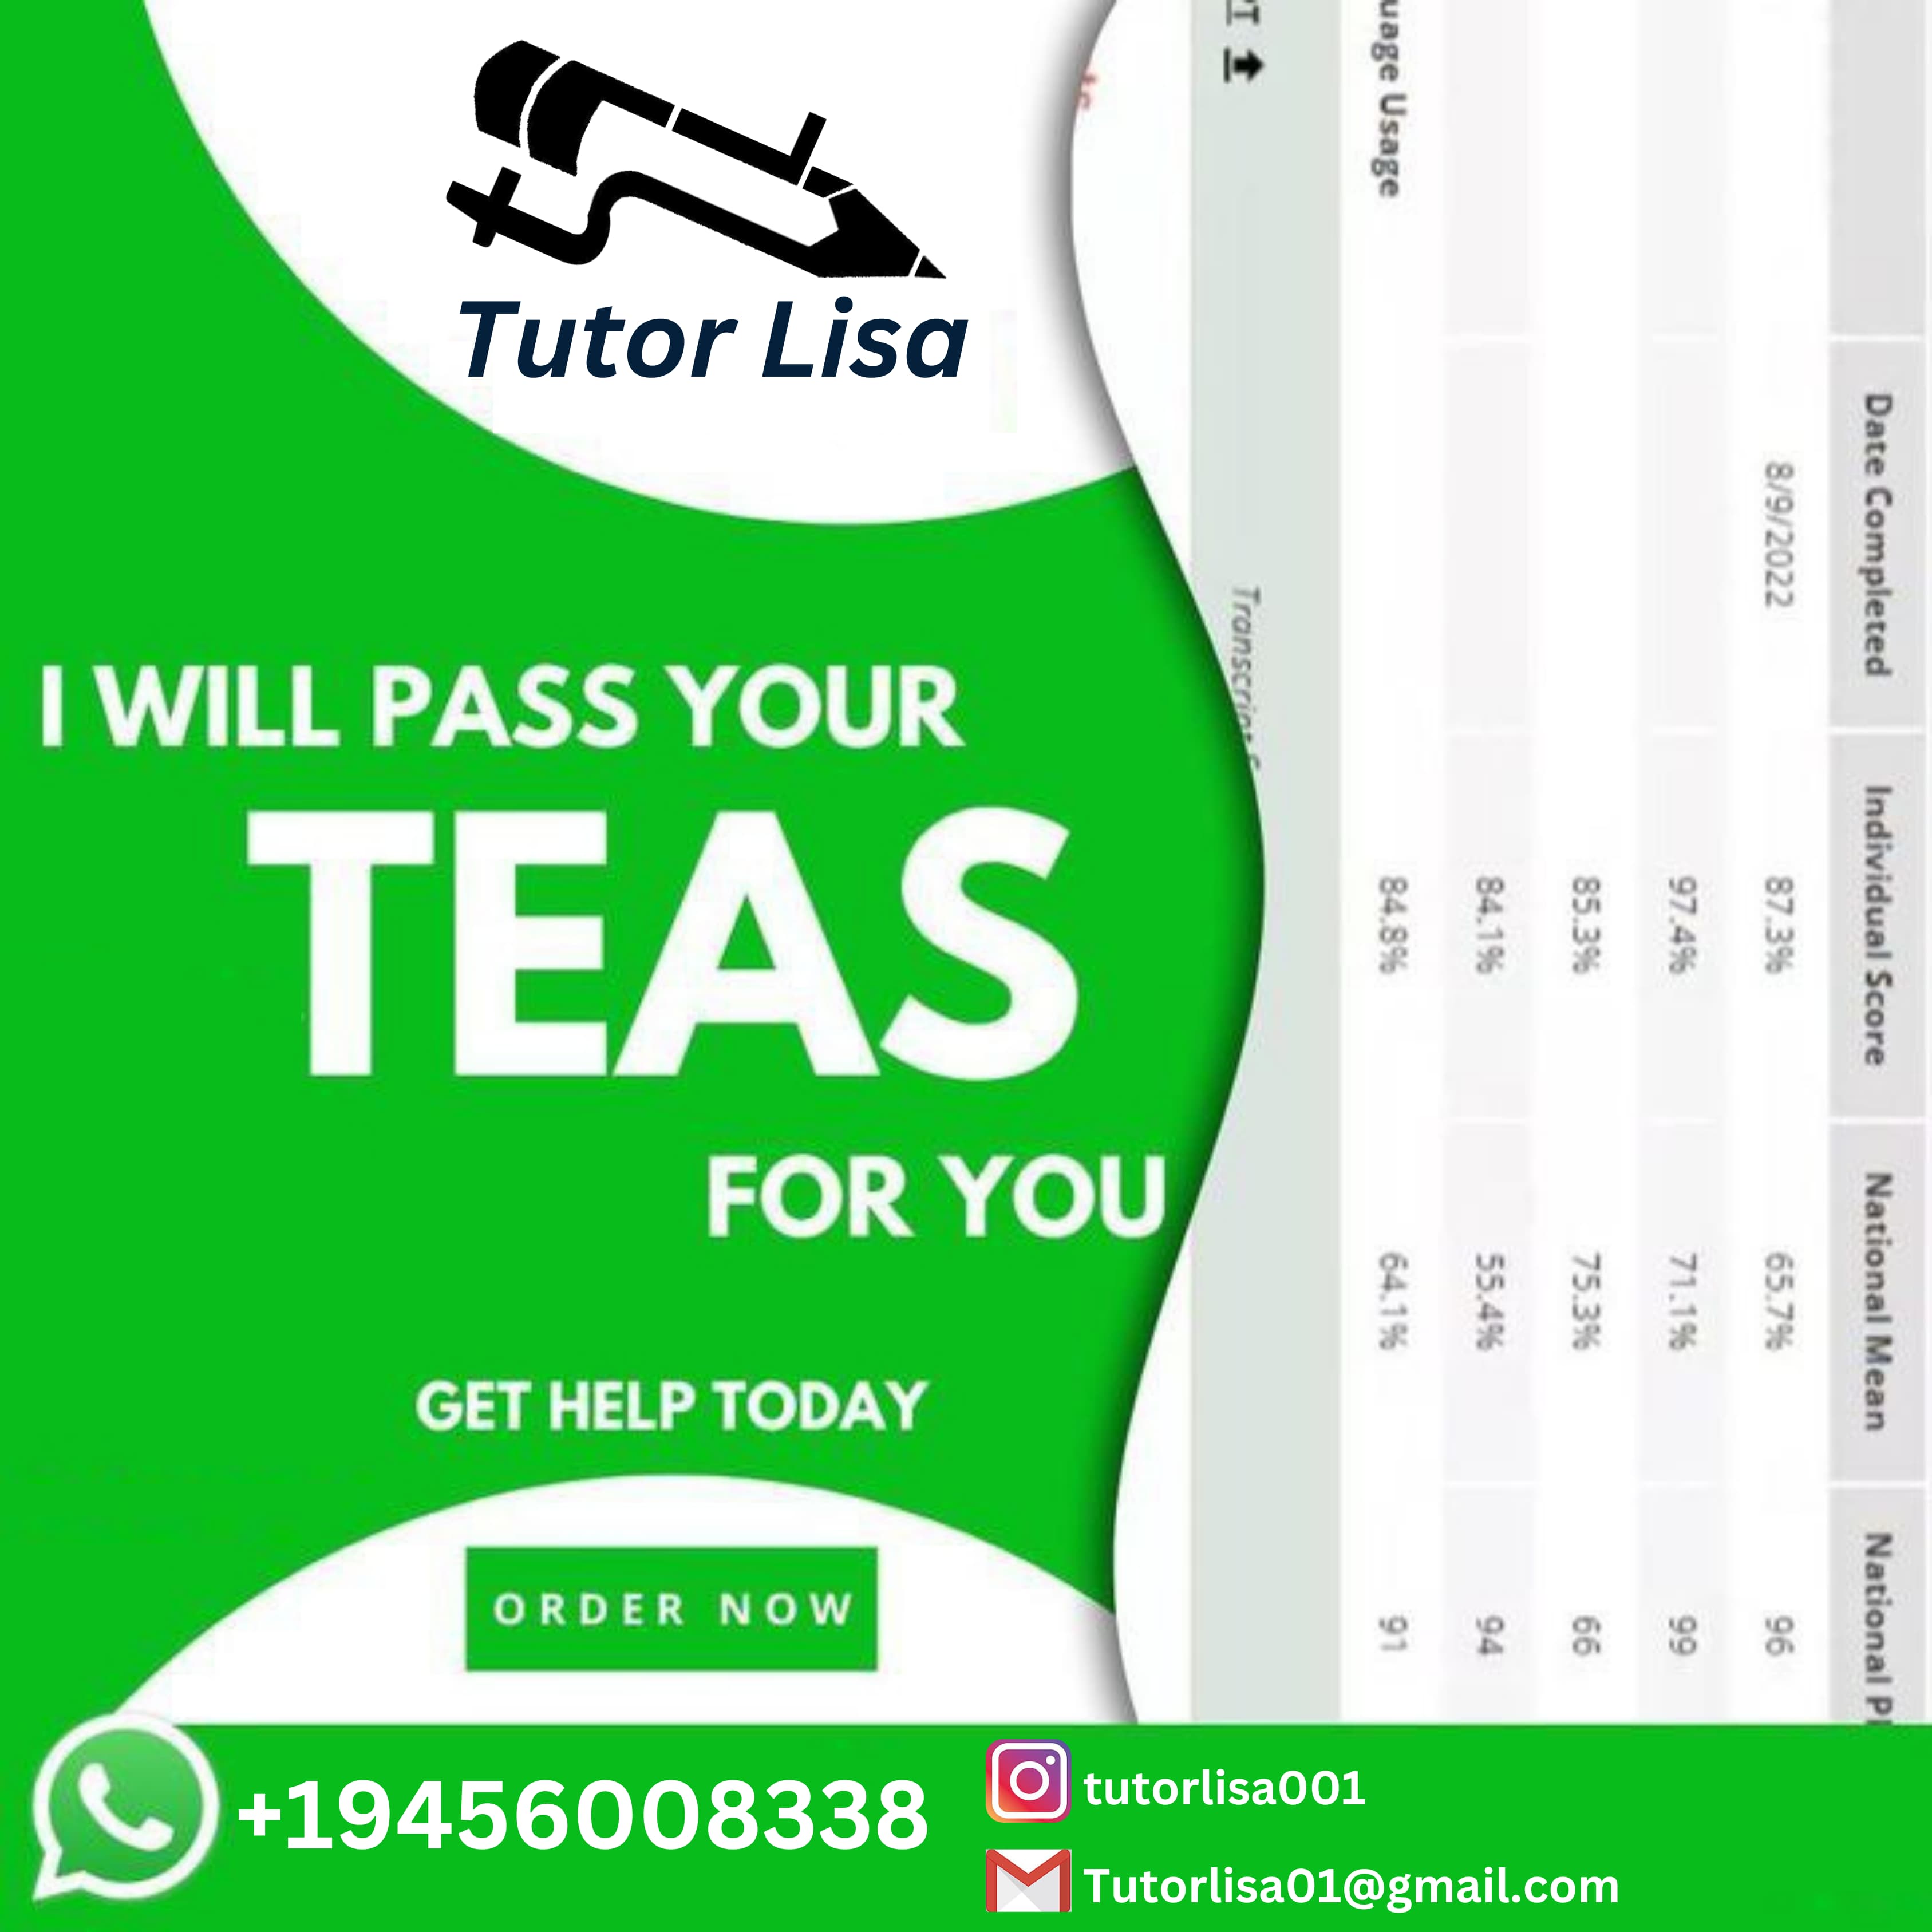 Tutor Lisa
I WILL PASS YOUR
TEAS
FOR YOU
GET HELP TODAY
ORDER NOW
+19456008338
tutorlisa001
Tutorlisa01@gmail.com
Date Completed Individual Score National Mean National
8/9/2022 87.3% 65.7% 96
97.4% 71.1% 99
85.3% 75.3% 66
84.1% 55.4% 94
Usage 84.8% 64.1% 91